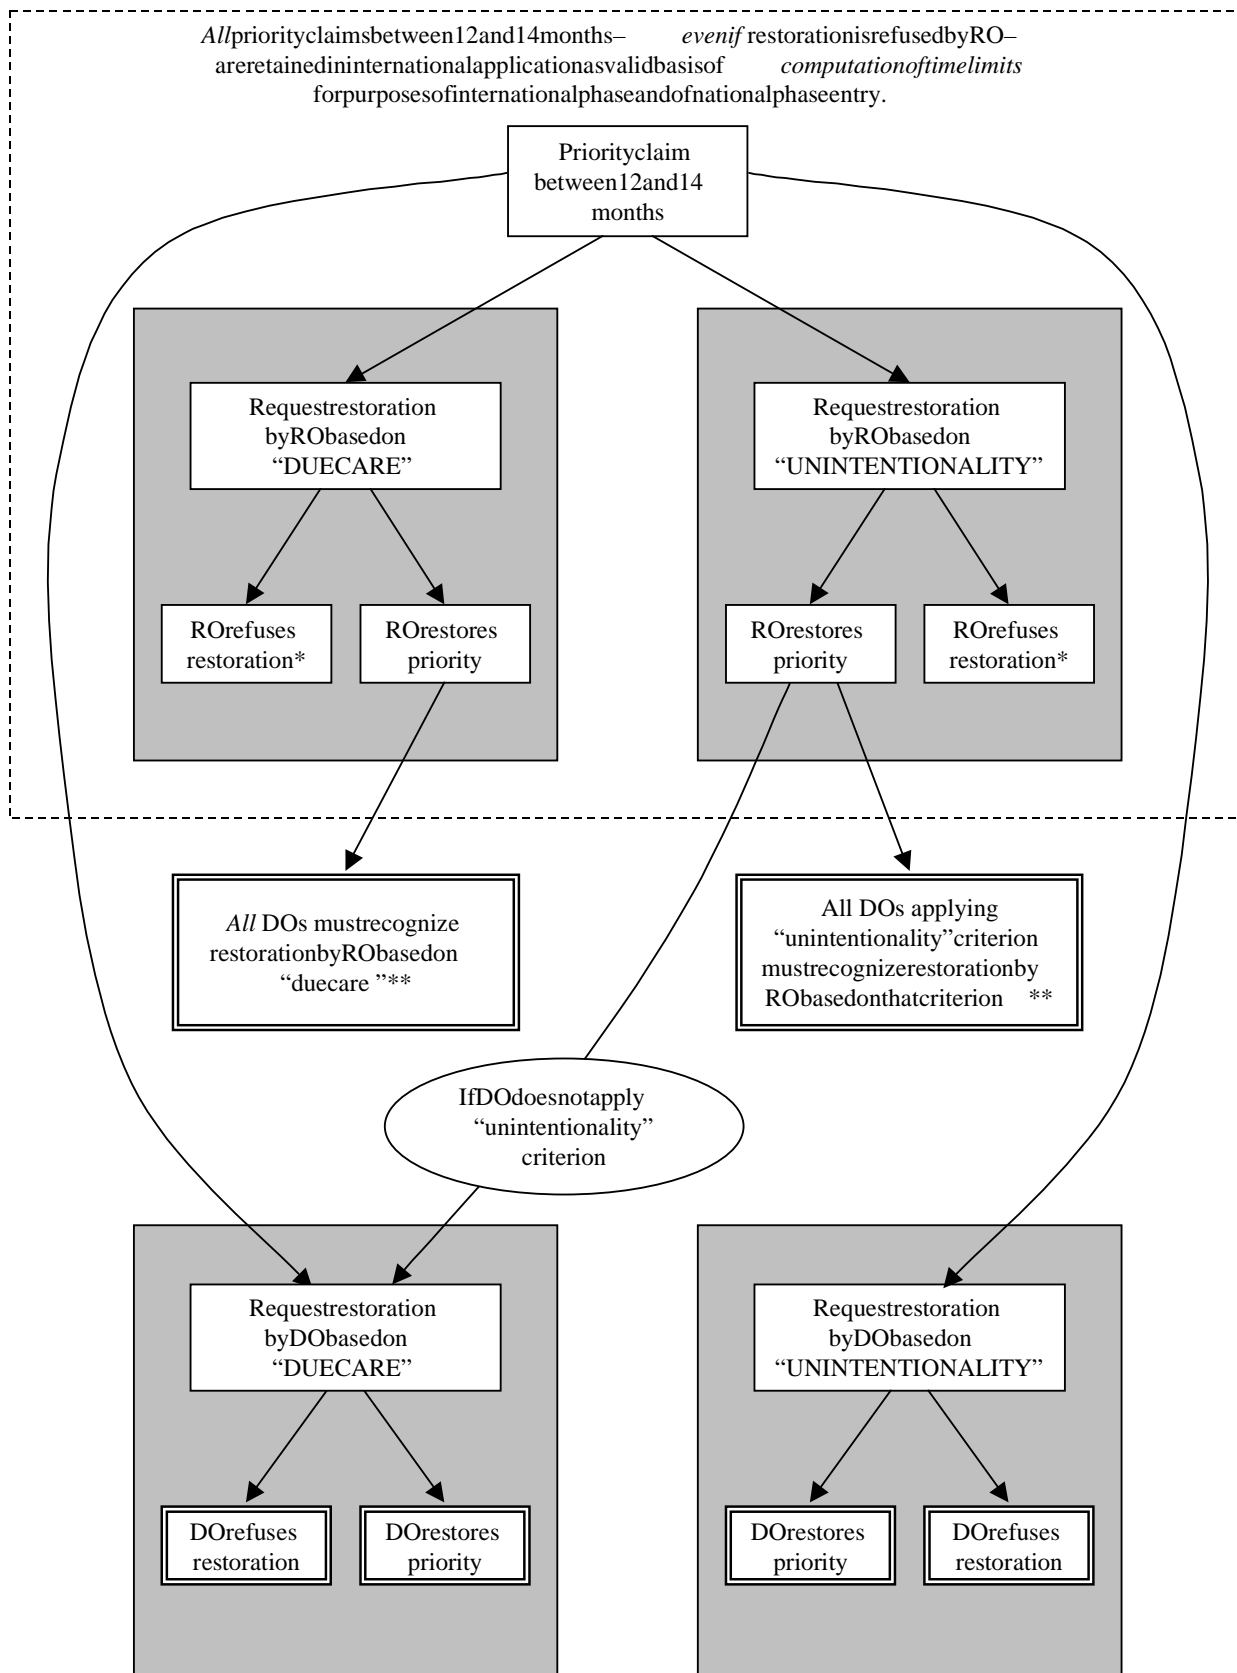 Allpriorityclaimsbetween12and14months– evenif restorationisrefusedbyRO–
areretainedininternationalapplicationasvalidbasisof computationoftimelimits
forpurposesofinternationalphaseandofnationalphaseentry.
Priorityclaim
between12and14
months
Requestrestoration
byRObasedon
“DUECARE”
Requestrestoration
byRObasedon
“UNINTENTIONALITY”
ROrefuses
restoration*
ROrestores
priority
ROrestores
priority
ROrefuses
restoration*
All DOs mustrecognize
restorationbyRObasedon
“duecare ”**
All DOs applying
“unintentionality”criterion
mustrecognizerestorationby
RObasedonthatcriterion **
IfDOdoesnotapply
“unintentionality”
criterion
Requestrestoration
byDObasedon
“DUECARE”
Requestrestoration
byDObasedon
“UNINTENTIONALITY”
DOrefuses
restoration
DOrestores
priority
DOrestores
priority
DOrefuses
restoration